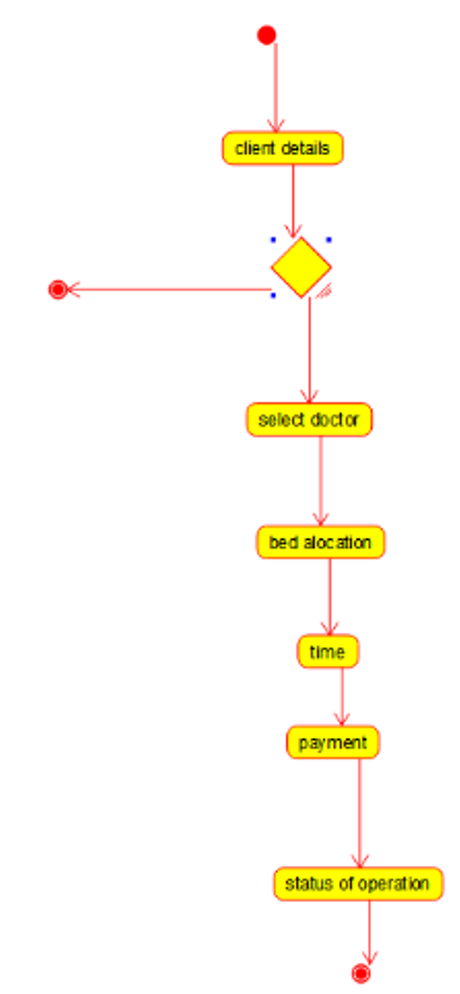 client details
select doctor
bed alocation
time
payment
status of operation